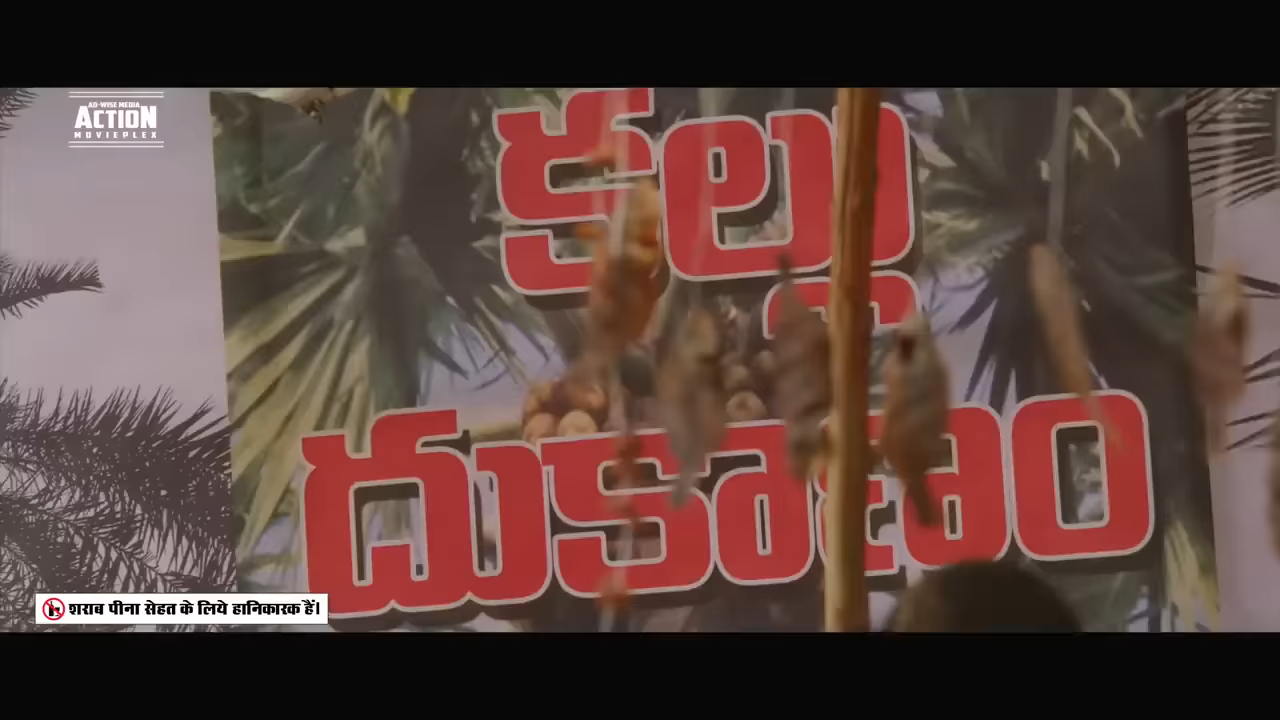 AD-WISE MEDIA
ACTION
MOVIEPLEX
కల్లు
దుకాణం
शराब पीना सेहत के लिये हानिकारक हैं।